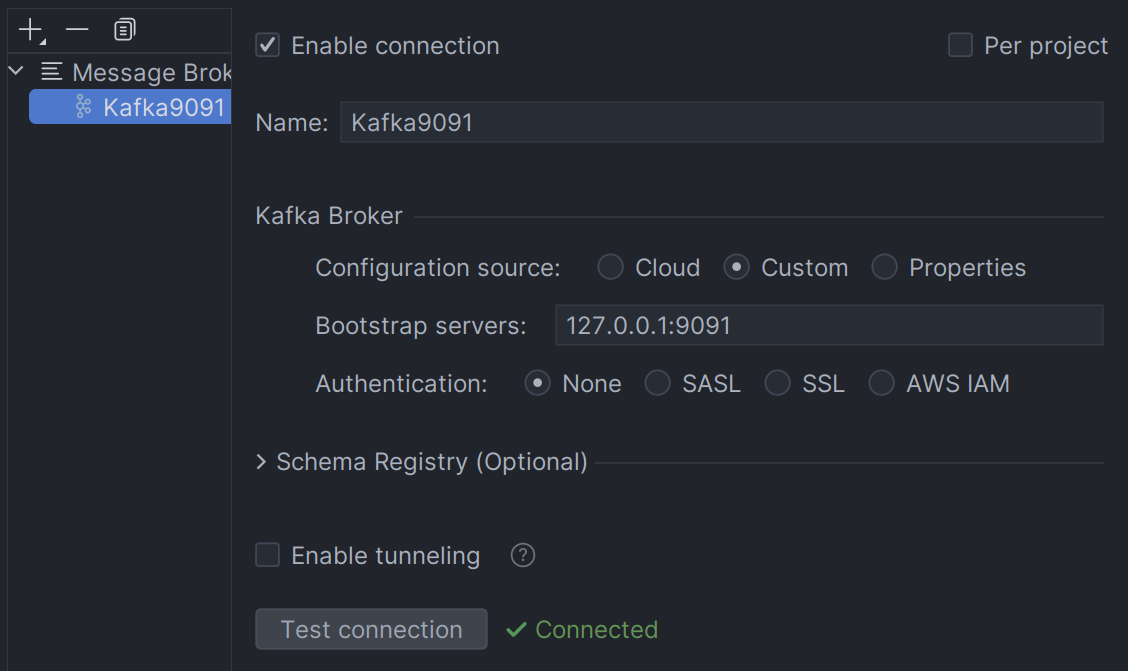 Message Brok
Kafka9091
Enable connection
Per project
Name: Kafka9091
Kafka Broker
Configuration source: Cloud Custom Properties
Bootstrap servers: 127.0.0.1:9091
Authentication: None SASL SSL AWS IAM
Schema Registry (Optional)
Enable tunneling ?
Test connection Connected